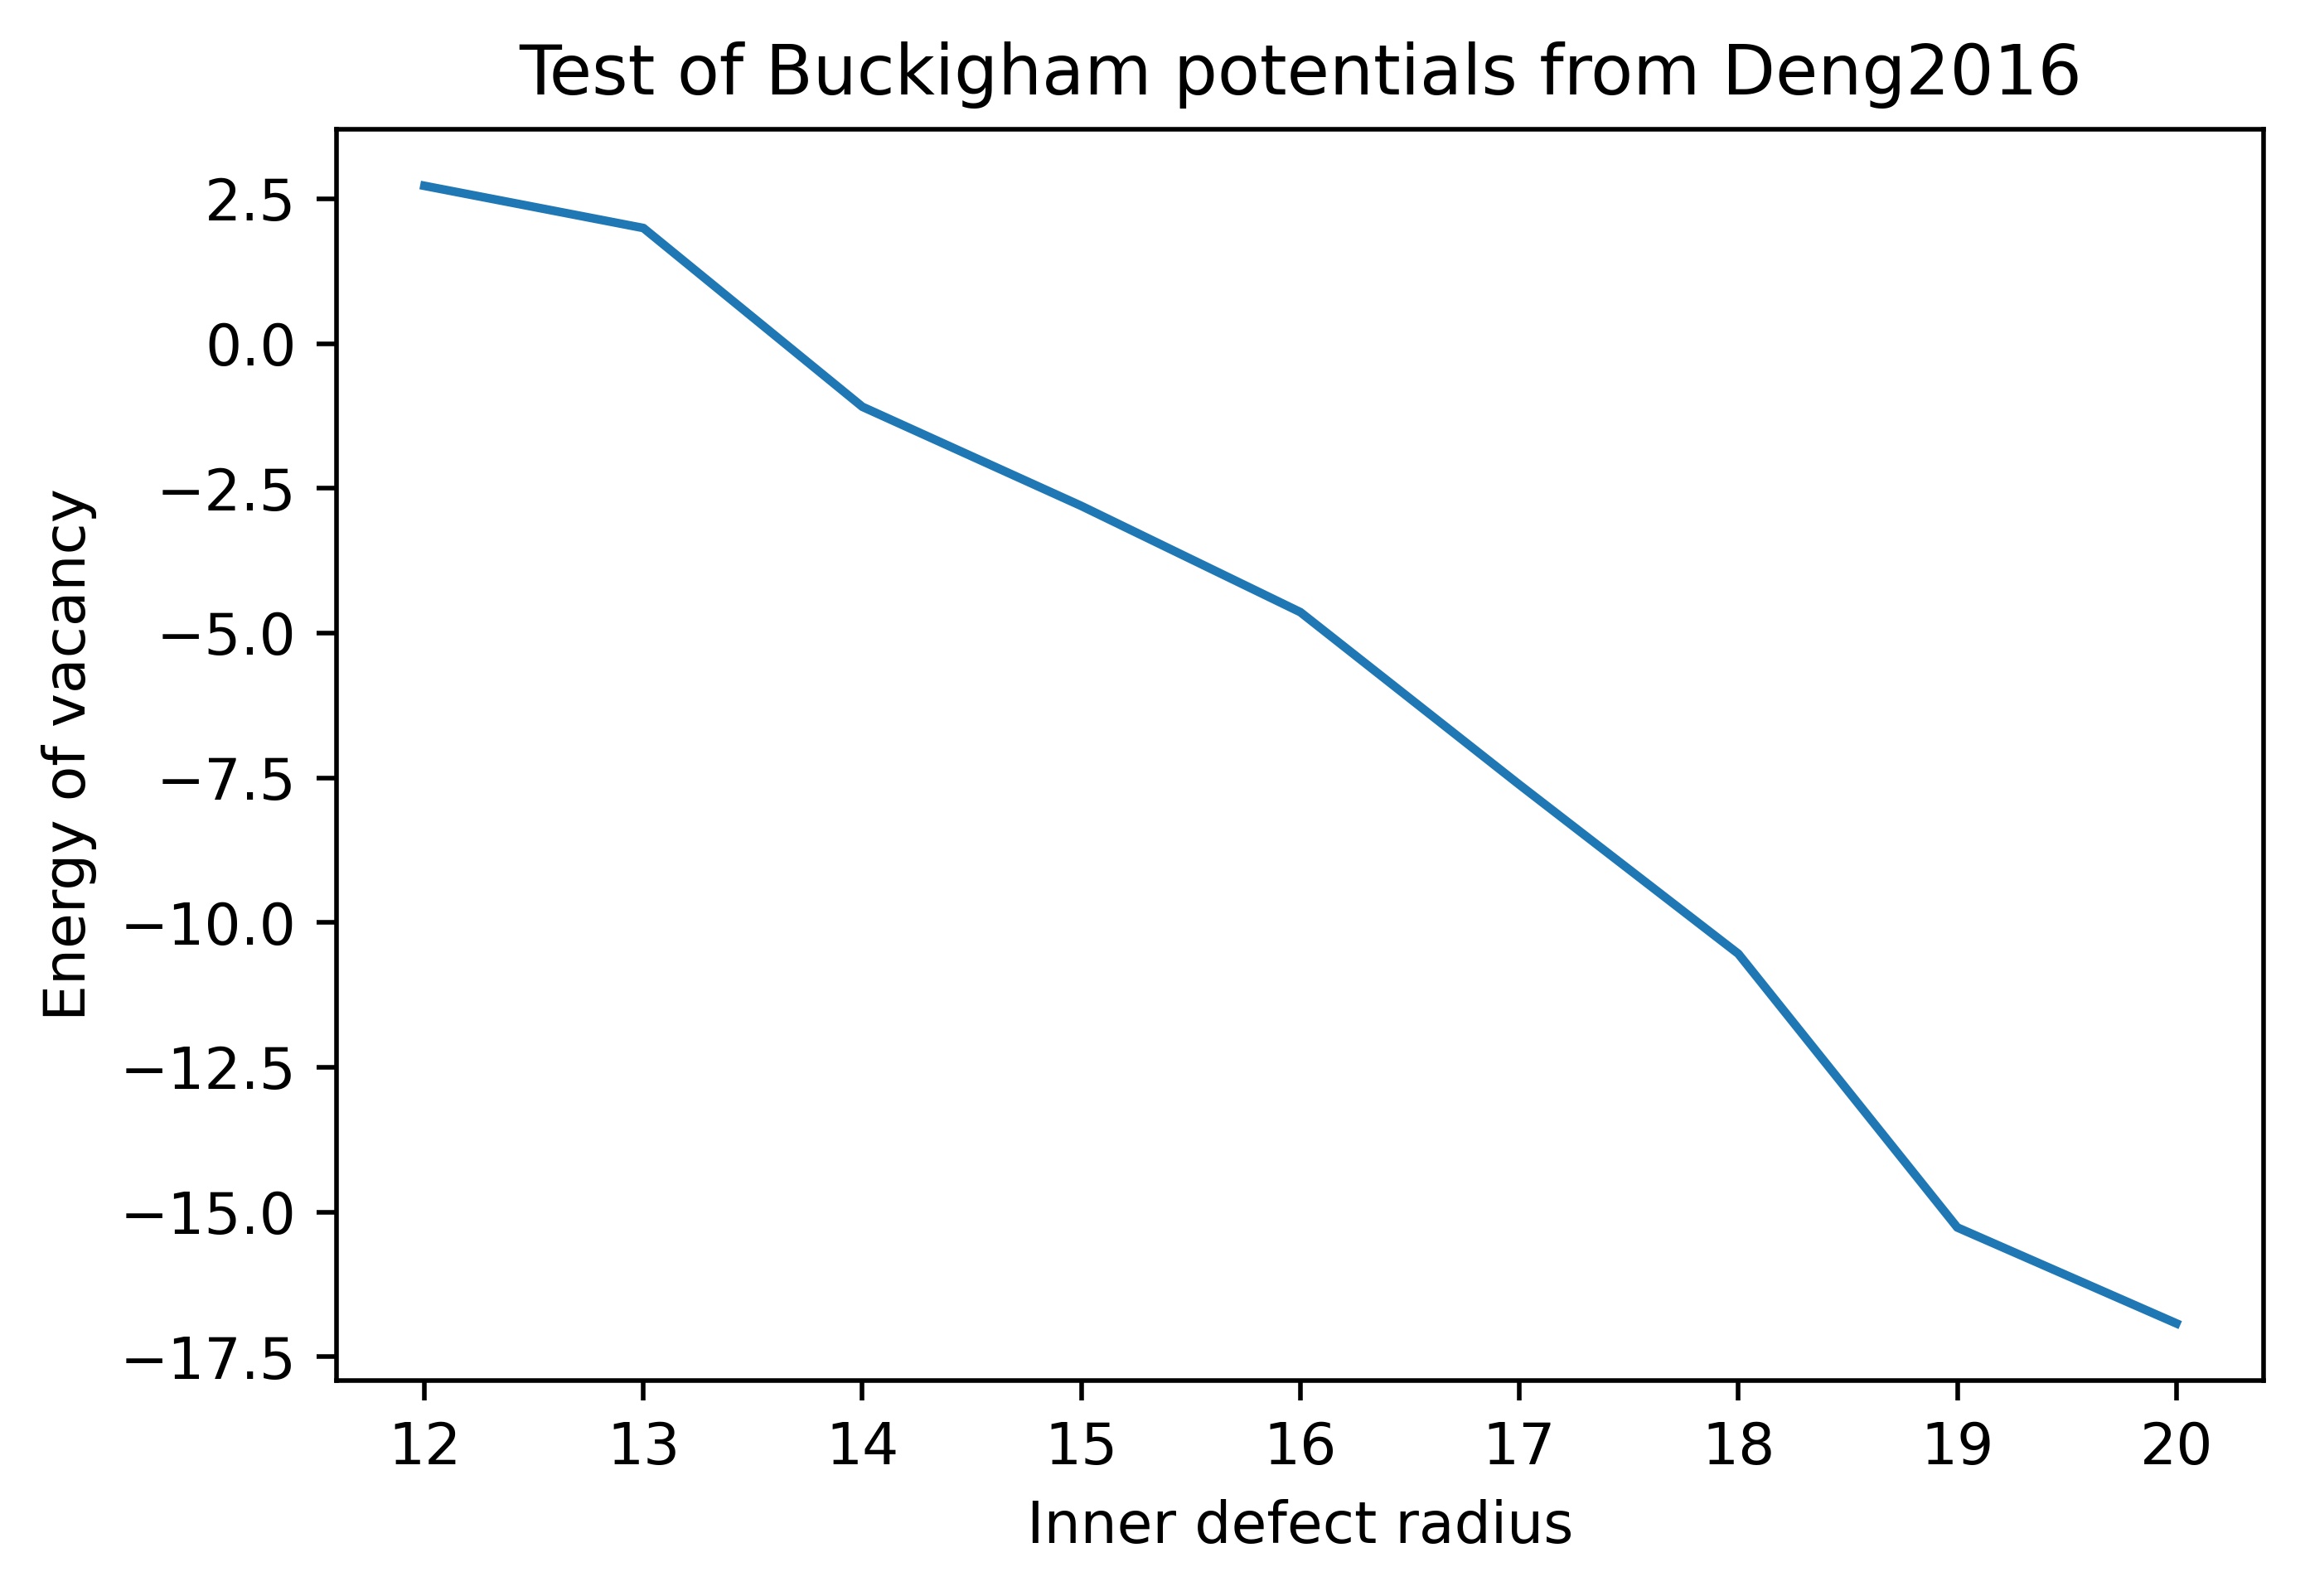 Test of Buckigham potentials from Deng2016
Energy of vacancy
2.5
0.0
−2.5
−5.0
−7.5
−10.0
−12.5
−15.0
−17.5
12 13 14 15 16 17 18 19 20
Inner defect radius